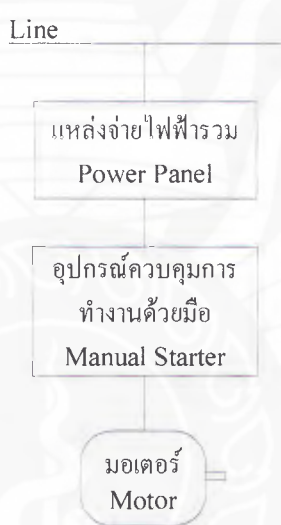 Line
แหล่งจ่ายไฟฟ้ารวม
Power Panel
อุปกรณ์ควบคุมการ
ทำงานด้วยมือ
Manual Starter
มอเตอร์
Motor